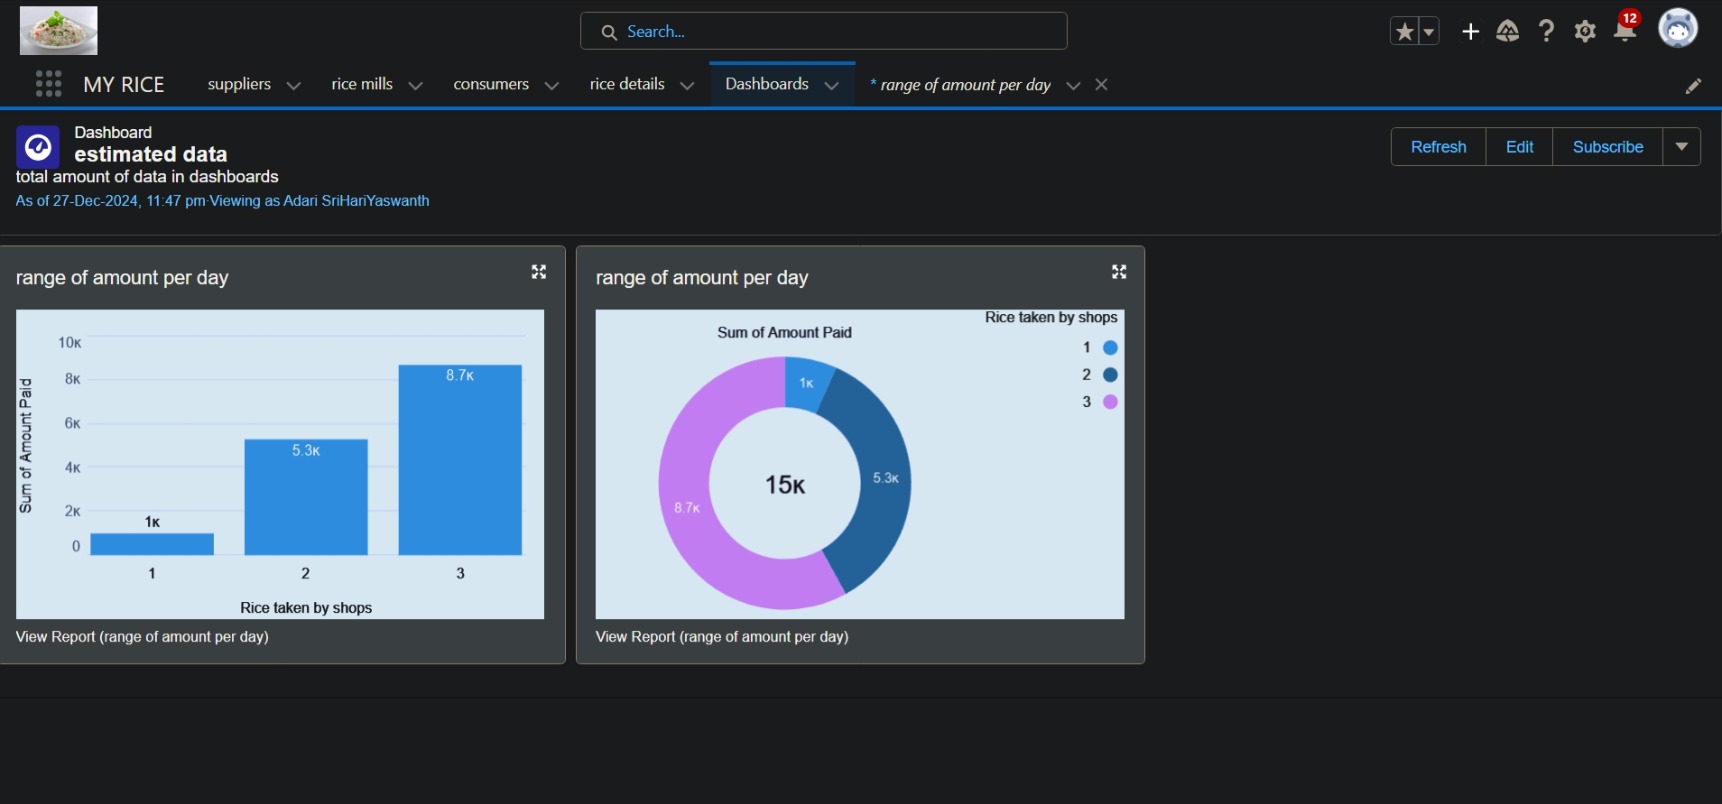 Search...
12
MY RICE
suppliers
rice mills
consumers
rice details
Dashboards
* range of amount per day
Dashboard
estimated data
total amount of data in dashboards
As of 27-Dec-2024, 11:47 pm·Viewing as Adari SriHariYaswanth
Refresh
Edit
Subscribe
range of amount per day
Sum of Amount Paid
10K
8K
6K
4K
2K
0
1K
5.3K
8.7K
1
2
3
Rice taken by shops
View Report (range of amount per day)
range of amount per day
Rice taken by shops
Sum of Amount Paid
1
2
3
1K
5.3K
8.7K
15K
View Report (range of amount per day)